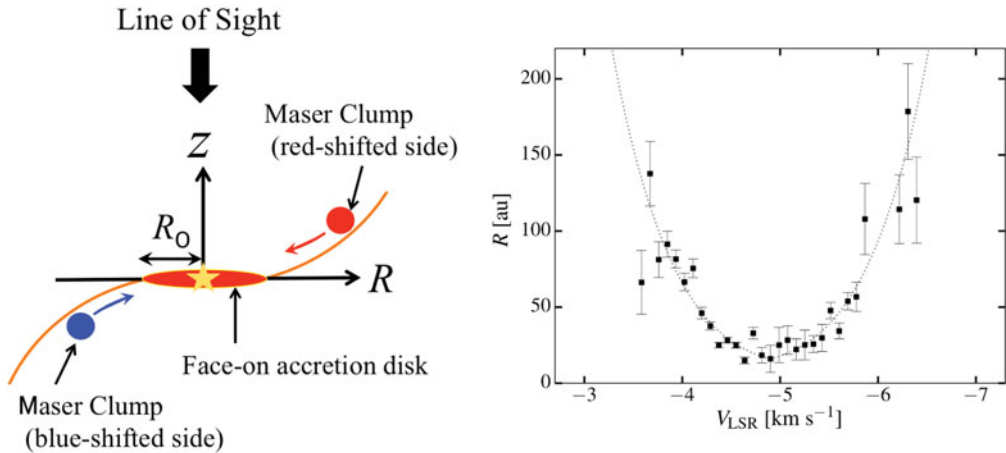 Line of Sight
Maser Clump
(red-shifted side)
z
R₀
R
Face-on accretion disk
Maser Clump
(blue-shifted side)
R [au]
200
150
100
50
0
−3
−4
−5
−6
−7
V_LSR [km s⁻¹]